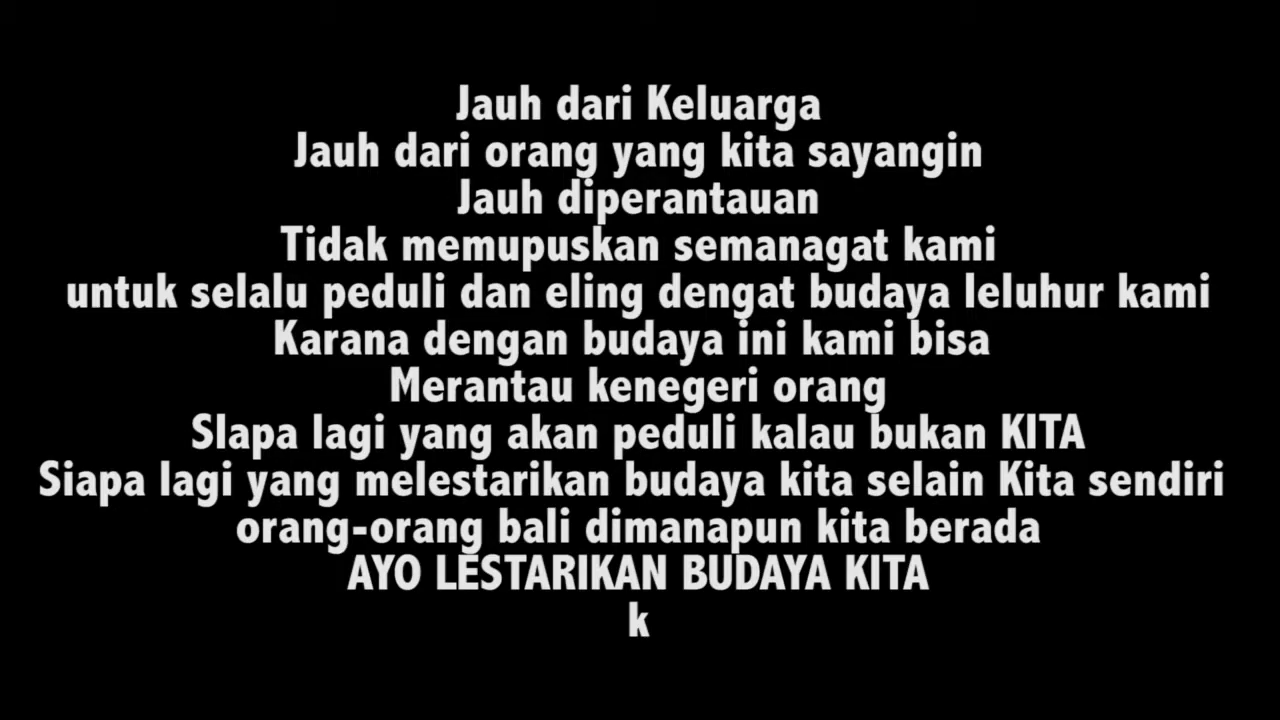 Jauh dari Keluarga
Jauh dari orang yang kita sayangin
Jauh diperantauan
Tidak memupuskan semanagat kami
untuk selalu peduli dan eling dengat budaya leluhur kami
Karana dengan budaya ini kami bisa
Merantau kenegeri orang
SIapa lagi yang akan peduli kalau bukan KITA
Siapa lagi yang melestarikan budaya kita selain Kita sendiri
orang-orang bali dimanapun kita berada
AYO LESTARIKAN BUDAYA KITA
k